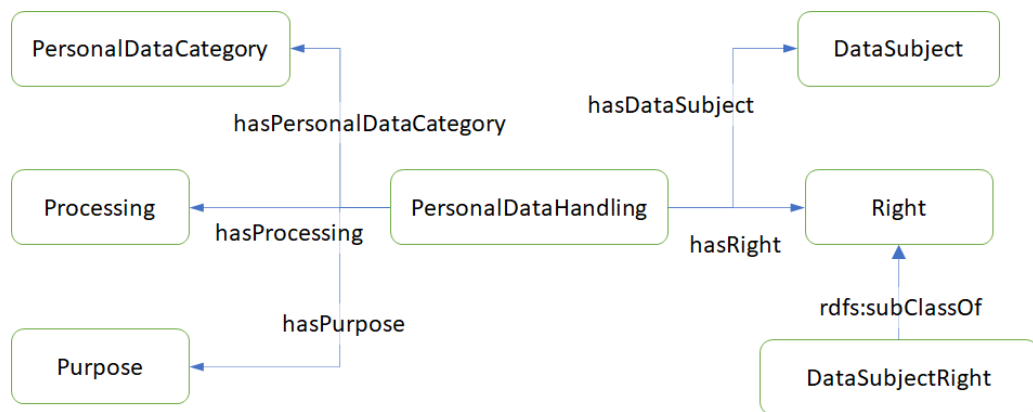 PersonalDataCategory
DataSubject
hasDataSubject
hasPersonalDataCategory
Processing
PersonalDataHandling
Right
hasProcessing
hasRight
rdfs:subClassOf
hasPurpose
Purpose
DataSubjectRight